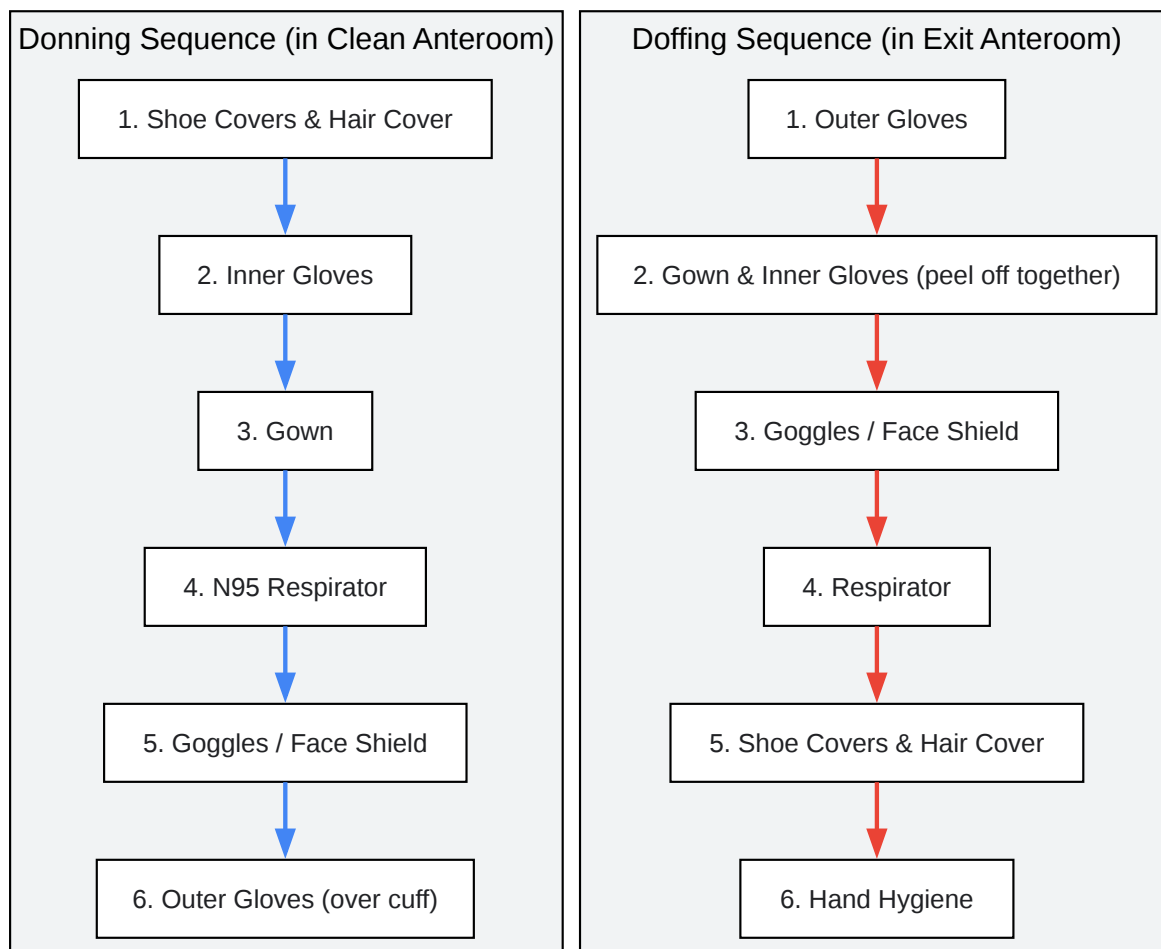 Donning Sequence (in Clean Anteroom)
1. Shoe Covers & Hair Cover
2. Inner Gloves
3. Gown
4. N95 Respirator
5. Goggles / Face Shield
6. Outer Gloves (over cuff)
Doffing Sequence (in Exit Anteroom)
1. Outer Gloves
2. Gown & Inner Gloves (peel off together)
3. Goggles / Face Shield
4. Respirator
5. Shoe Covers & Hair Cover
6. Hand Hygiene